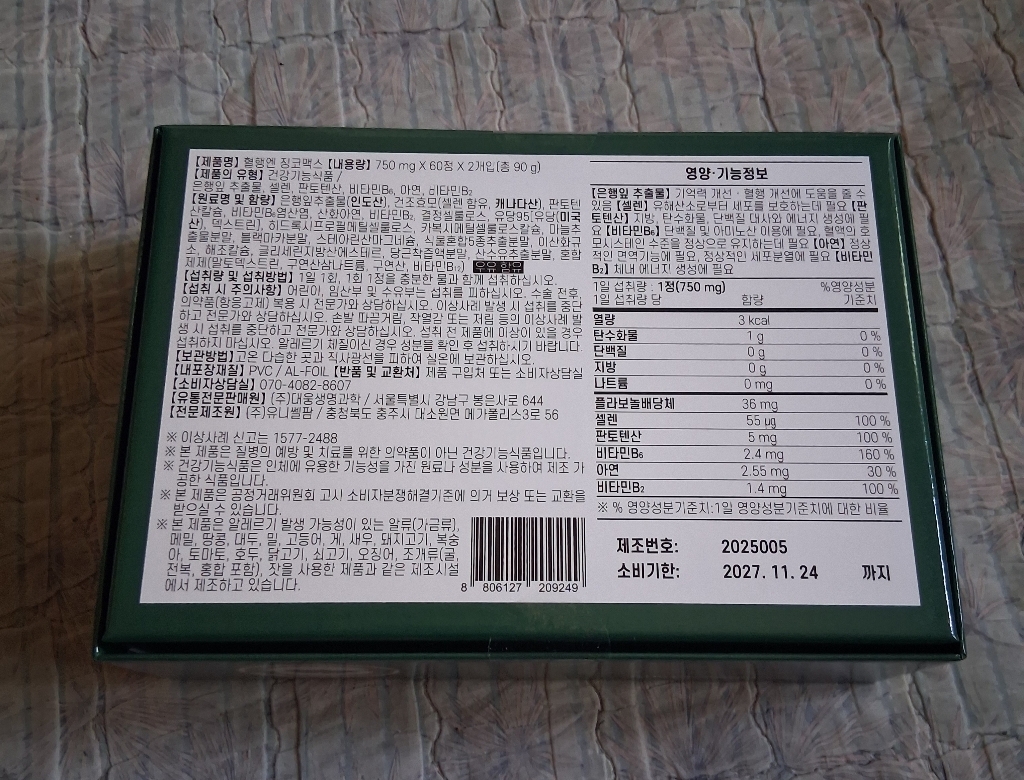 [제품명] 혈행엔 징코맥스 [내용량] 750 mg X 60정 X 2개입(총 90 g)
[제품의 유형] 건강기능식품 /
은행잎 추출물, 셀렌, 판토텐산, 비타민B₆, 아연, 비타민B₂
[원료명 및 함량] 은행잎추출물(인도산), 건조효모(셀렌 함유, 캐나다산), 판토텐
산칼슘, 비타민B₆염산염, 산화아연, 비타민B₂, 결정셀룰로스, 유당95[유당(미국
산), 덱스트린], 히드록시프로필메틸셀룰로스, 카복시메틸셀룰로스칼슘, 마늘추
출물분말, 블랙마카분말, 스테아린산마그네슘, 식물혼합5종추출분말, 이산화규
소, 해조칼슘, 글리세린지방산에스테르, 당근착즙액분말, 산수유추출분말, 혼합
제제(말토덱스트린, 구연산삼나트륨, 구연산, 비타민B₁₂) 우유 함유
[섭취량 및 섭취방법] 1일 1회, 1회 1정을 충분한 물과 함께 섭취하십시오.
[섭취 시 주의사항] 어린이, 임산부 및 수유부는 섭취를 피하십시오. 수술 전후,
의약품(항응고제) 복용 시 전문가와 상담하십시오. 이상사례 발생 시 섭취를 중단
하고 전문가와 상담하십시오. 손발 따끈거림, 작열감 또는 저림 등의 이상사례 발
생 시 섭취를 중단하고 전문가와 상담하십시오. 섭취 전 제품에 이상이 있을 경우
섭취하지 마십시오. 알레르기 체질이신 경우 성분을 확인 후 섭취하시기 바랍니다.
[보관방법] 고온 다습한 곳과 직사광선을 피하여 실온에 보관하십시오.
[내포장재질] PVC / AL-FOIL [반품 및 교환처] 제품 구입처 또는 소비자상담실
[소비자상담실] 070-4082-8607
[유통전문판매원] (주)대웅생명과학 / 서울특별시 강남구 봉은사로 644
[전문제조원] (주)유니쎌팜 / 충청북도 충주시 대소원면 메가폴리스3로 56
※ 이상사례 신고는 1577-2488
※ 본 제품은 질병의 예방 및 치료를 위한 의약품이 아닌 건강기능식품입니다.
※ 건강기능식품은 인체에 유용한 기능성을 가진 원료나 성분을 사용하여 제조 가
공한 식품입니다.
※ 본 제품은 공정거래위원회 고시 소비자분쟁해결기준에 의거 보상 또는 교환을
받으실 수 있습니다.
※ 본 제품은 알레르기 발생 가능성이 있는 알류(가금류),
메밀, 땅콩, 대두, 밀, 고등어, 게, 새우, 돼지고기, 복숭
아, 토마토, 호두, 닭고기, 쇠고기, 오징어, 조개류(굴,
전복, 홍합 포함), 잣을 사용한 제품과 같은 제조시설
에서 제조하고 있습니다.
8 806127 209249
영양·기능정보
[은행잎 추출물] 기억력 개선·혈행 개선에 도움을 줄 수
있음 [셀렌] 유해산소로부터 세포를 보호하는데 필요 [판
토텐산] 지방, 탄수화물, 단백질 대사와 에너지 생성에 필
요 [비타민B₆] 단백질 및 아미노산 이용에 필요, 혈액의 호
모시스테인 수준을 정상으로 유지하는데 필요 [아연] 정상
적인 면역기능에 필요, 정상적인 세포분열에 필요 [비타민
B₂] 체내 에너지 생성에 필요
1일 섭취량 : 1정(750 mg) %영양성분
1일 섭취량 당 함량 기준치
열량 3 kcal
탄수화물 1 g 0 %
단백질 0 g 0 %
지방 0 g 0 %
나트륨 0 mg 0 %
플라보놀배당체 36 mg
셀렌 55 μg 100 %
판토텐산 5 mg 100 %
비타민B₆ 2.4 mg 160 %
아연 2.55 mg 30 %
비타민B₂ 1.4 mg 100 %
※ % 영양성분기준치:1일 영양성분기준치에 대한 비율
제조번호: 2025005
소비기한: 2027. 11. 24 까지